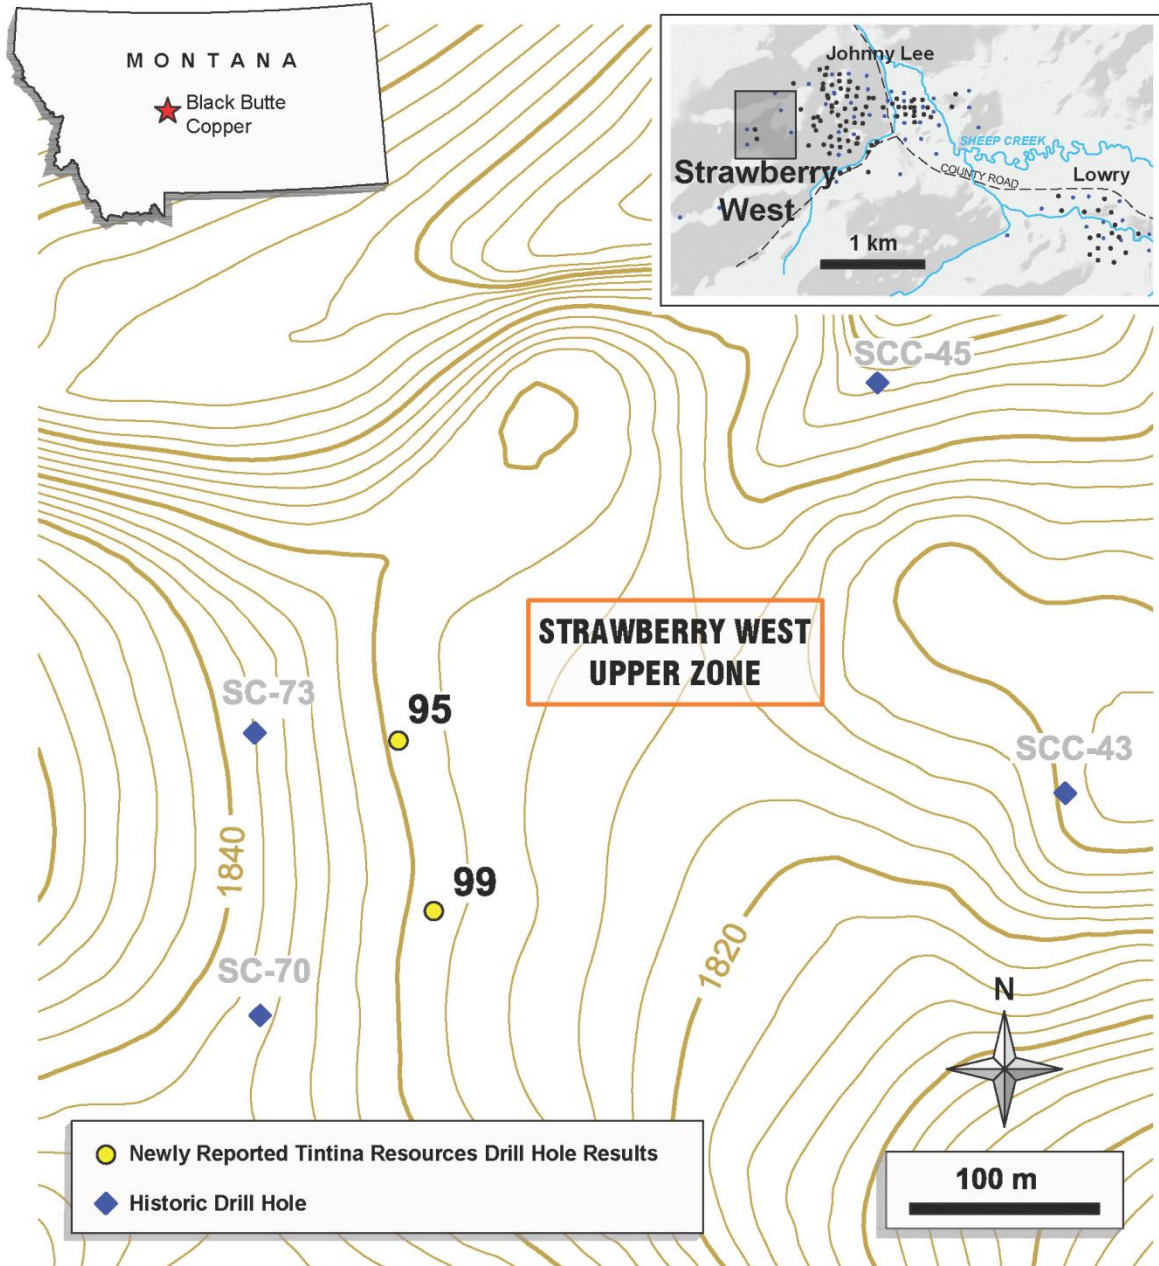 M O N T A N A
Black Butte
Copper
Johnny Lee
SHEEP CREEK
COUNTY ROAD
Strawberry
West
Lowry
1 km
SCC-45
STRAWBERRY WEST
UPPER ZONE
SC-73
95
SCC-43
1840
99
1820
SC-70
N
Newly Reported Tintina Resources Drill Hole Results
Historic Drill Hole
100 m